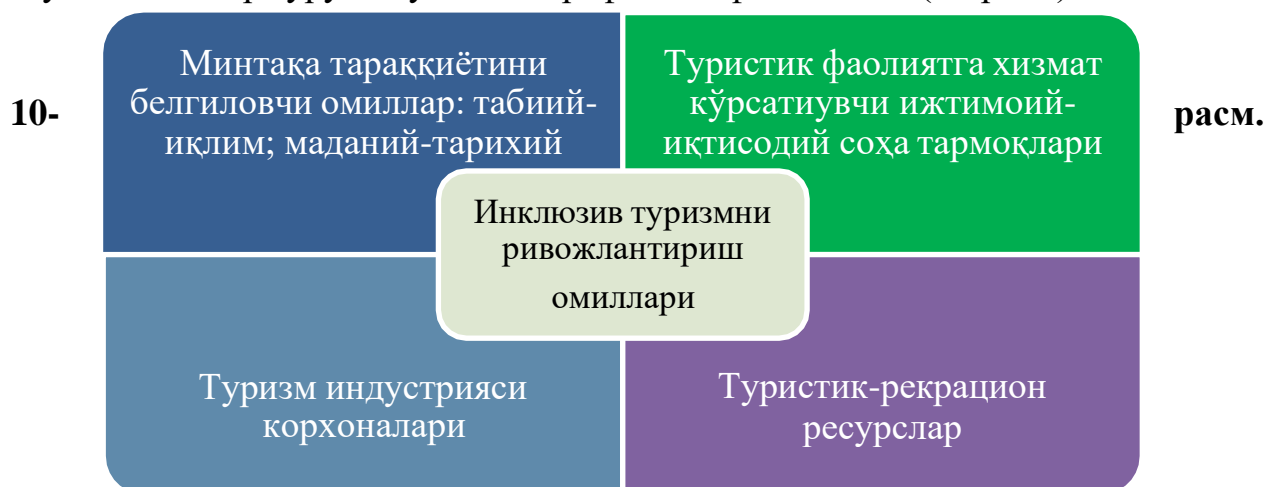 Минтақа тараққиётини
белгиловчи омиллар: табиий-
иқлим; маданий-тарихий
Туристик фаолиятга хизмат
кўрсатиувчи ижтимоий-
иқтисодий соҳа тармоқлари
10-
расм.
Инклюзив туризмни
ривожлантириш
омиллари
Туризм индустрияси
корхоналари
Туристик-рекрацион
ресурслар